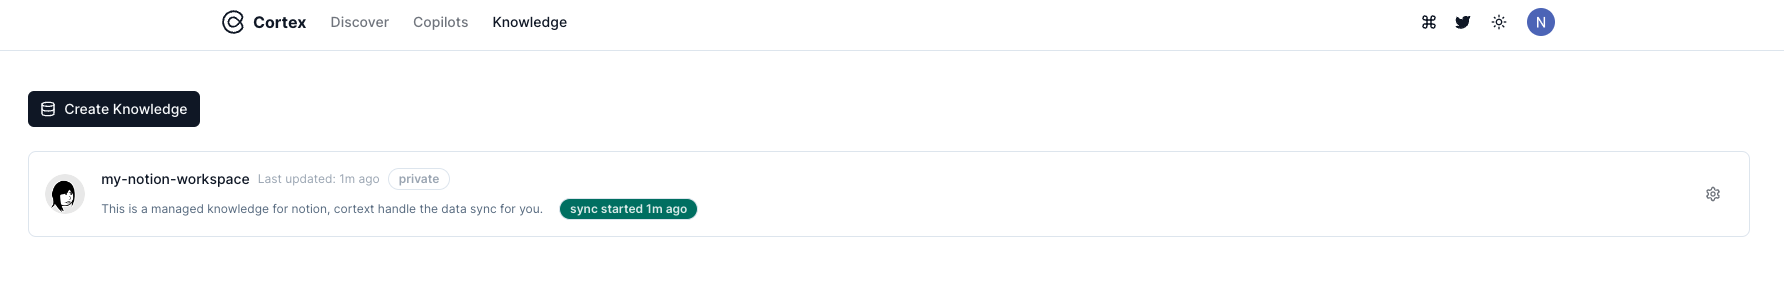 Cortex Discover Copilots Knowledge N
Create Knowledge
my-notion-workspace Last updated: 1m ago private
This is a managed knowledge for notion, cortext handle the data sync for you. sync started 1m ago